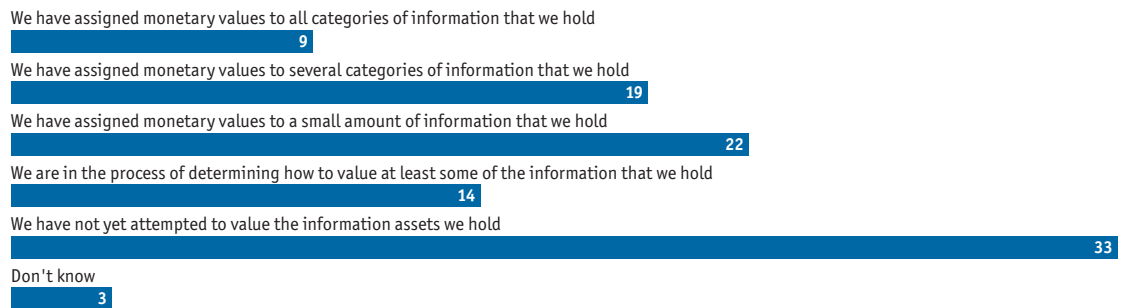 We have assigned monetary values to all categories of information that we hold
9
We have assigned monetary values to several categories of information that we hold
19
We have assigned monetary values to a small amount of information that we hold
22
We are in the process of determining how to value at least some of the information that we hold
14
We have not yet attempted to value the information assets we hold
33
Don't know
3